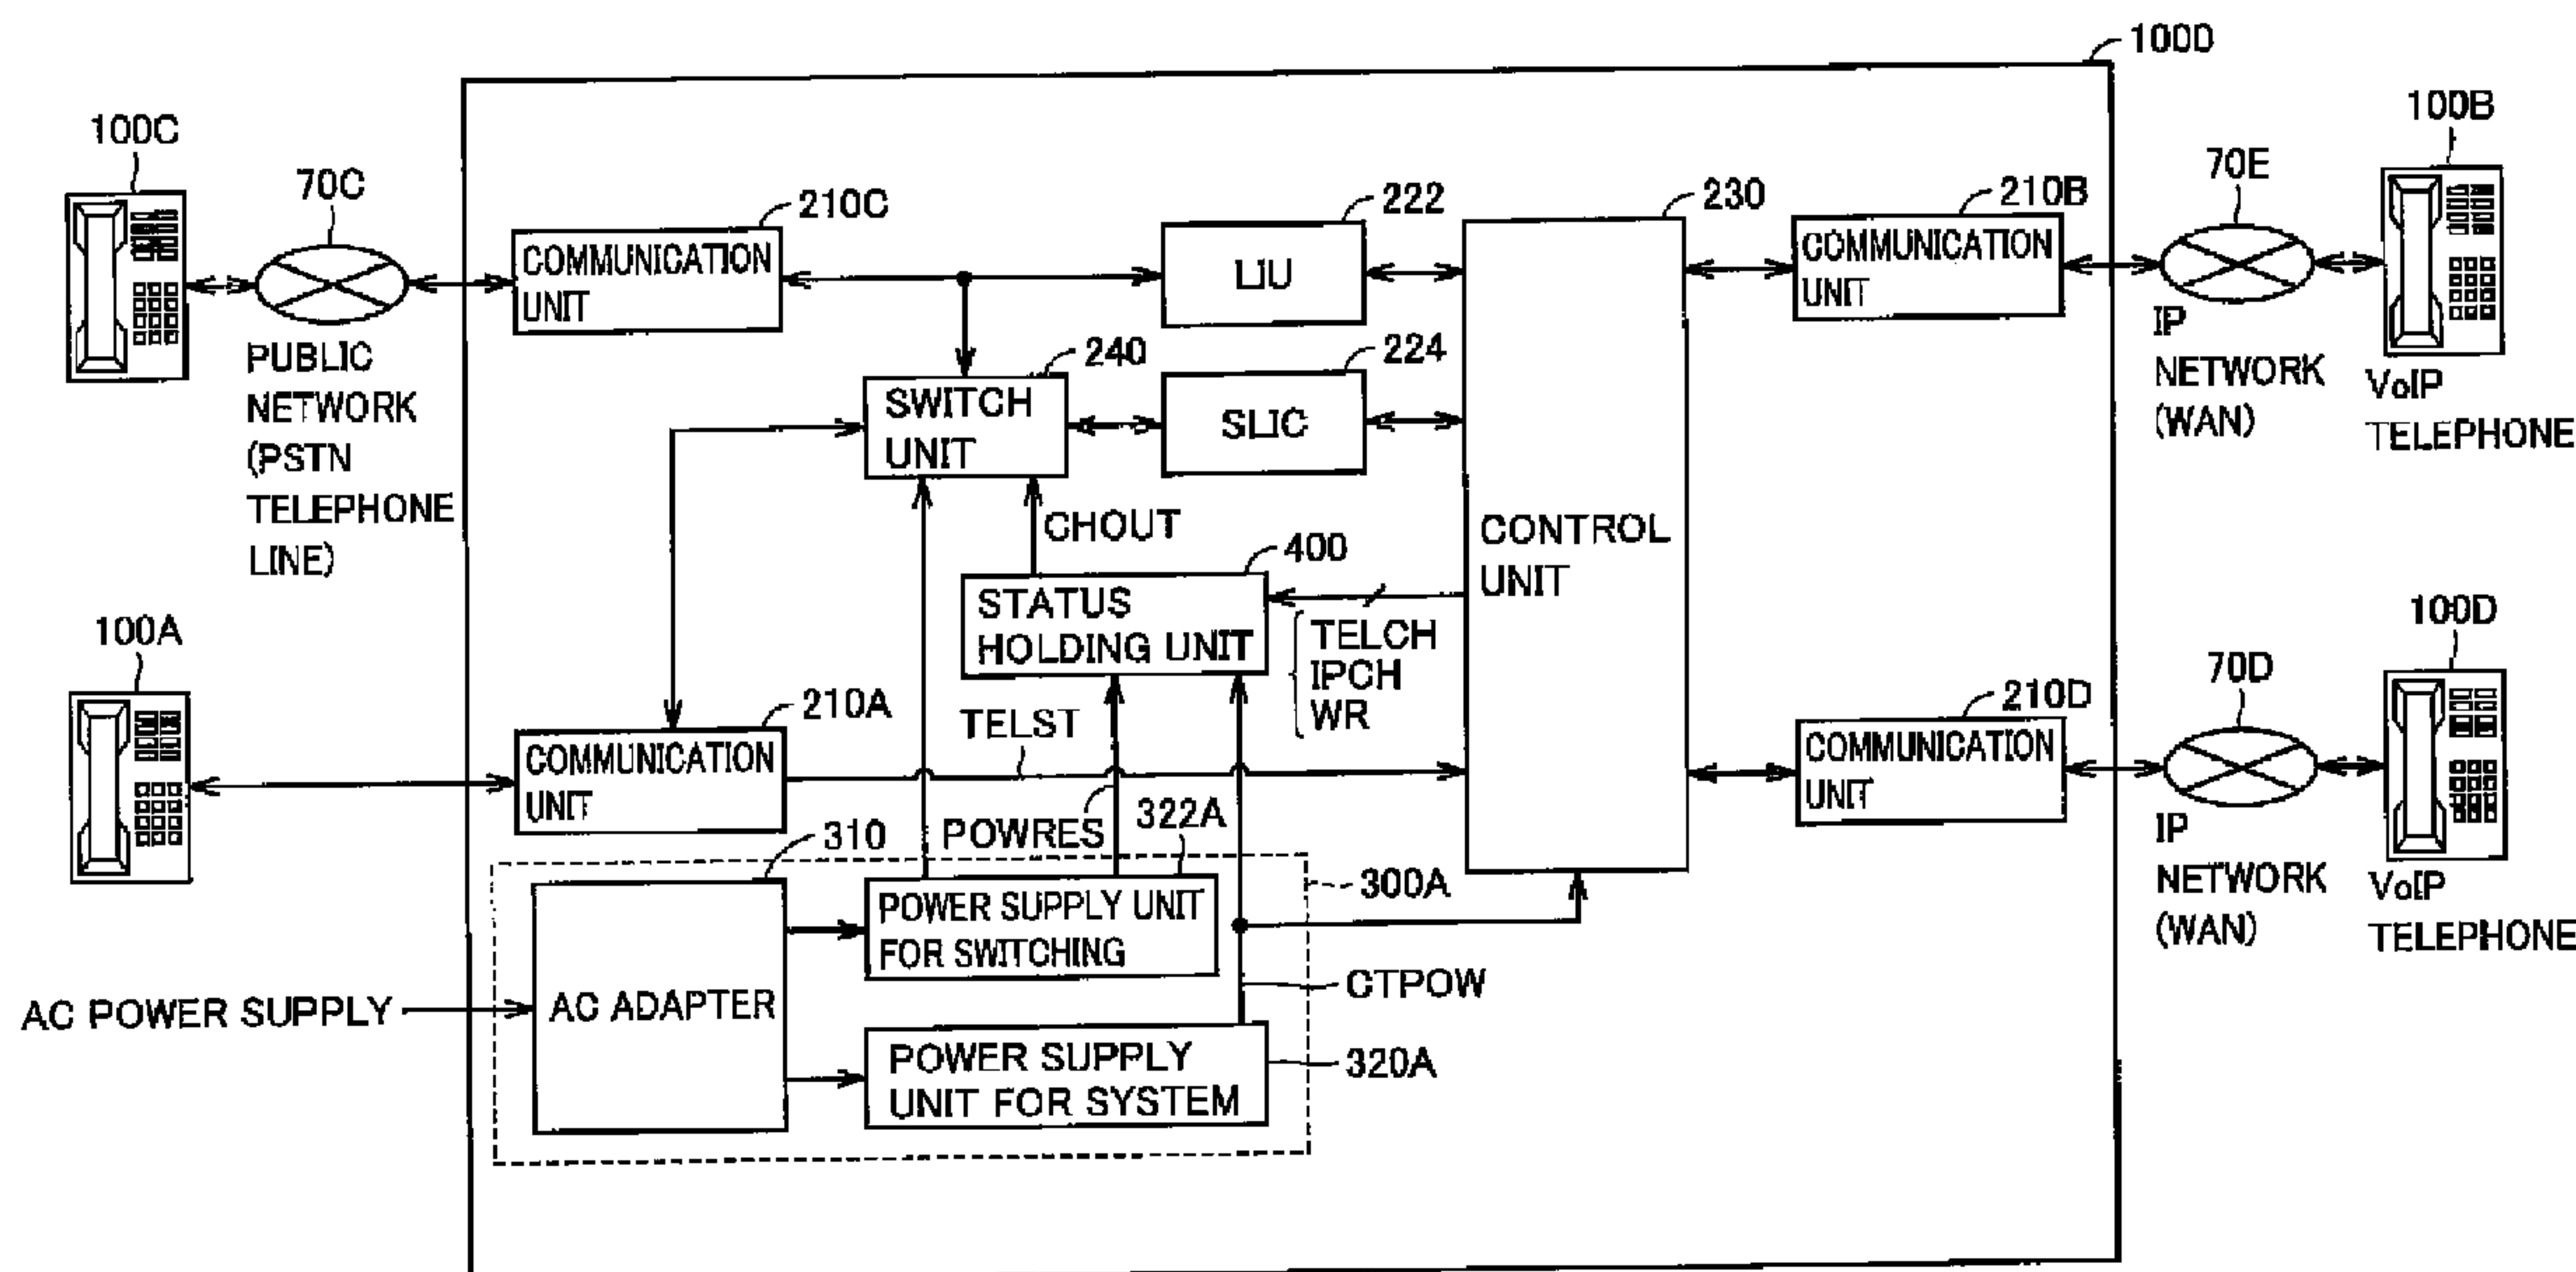 1000
100C
70C
PUBLIC
NETWORK
(PSTN
TELEPHONE
LINE)
210C
COMMUNICATION
UNIT
222
LIU
230
CONTROL
UNIT
210B
COMMUNICATION
UNIT
70E
IP
NETWORK
(WAN)
100B
VoIP
TELEPHONE
240
SWITCH
UNIT
224
SLIC
CHOUT
400
STATUS
HOLDING UNIT
TELCH
IPCH
WR
100A
210A
COMMUNICATION
UNIT
TELST
POWRES
210D
COMMUNICATION
UNIT
70D
IP
NETWORK
(WAN)
100D
VoIP
TELEPHONE
310
322A
300A
AC POWER SUPPLY
AC ADAPTER
POWER SUPPLY UNIT
FOR SWITCHING
CTPOW
POWER SUPPLY
UNIT FOR SYSTEM
320A